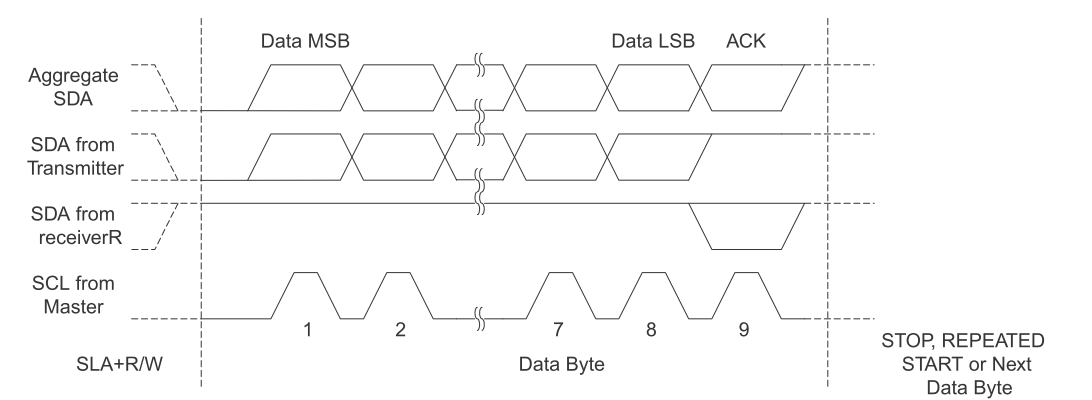 Data MSB
Data LSB
ACK
Aggregate
SDA
SDA from
Transmitter
SDA from
receiverR
SCL from
Master
1
2
7
8
9
SLA+R/W
Data Byte
STOP, REPEATED
START or Next
Data Byte